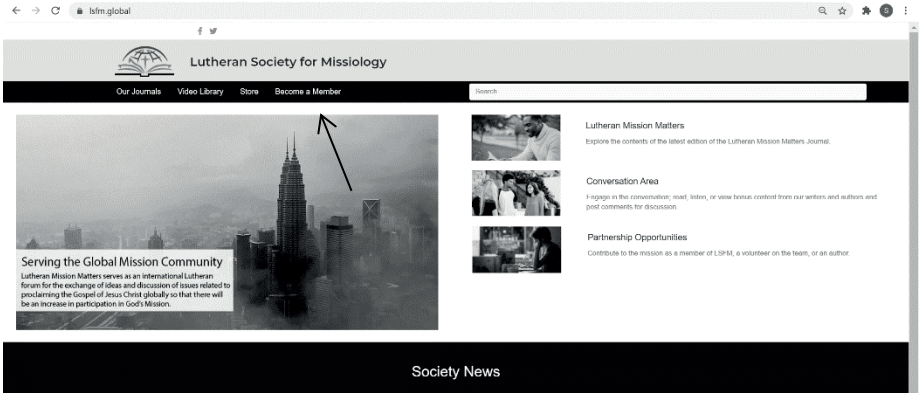 lsfm.global
S
Lutheran Society for Missiology
Our Journals Video Library Store Become a Member
Search
Serving the Global Mission Community
Lutheran Mission Matters serves as an international Lutheran
forum for the exchange of ideas and discussion of issues related to
proclaiming the Gospel of Jesus Christ globally so that there will
be an increase in participation in God's Mission.
Lutheran Mission Matters
Explore the contents of the latest edition of the Lutheran Mission Matters Journal.
Conversation Area
Engage in the conversation; read, listen, or view bonus content from our writers and authors and
post comments for discussion.
Partnership Opportunities
Contribute to the mission as a member of LSFM, a volunteer on the team, or an author.
Society News